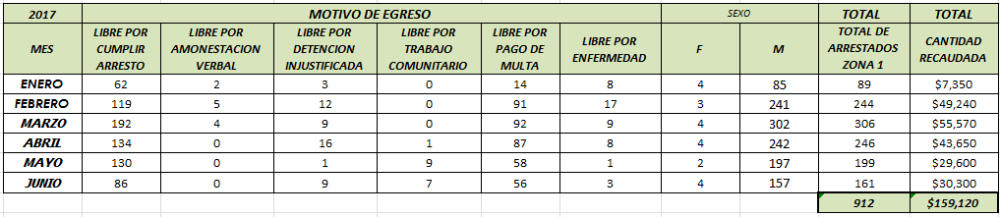 2017 MOTIVO DE EGRESO SEXO TOTAL TOTAL
MES LIBRE POR CUMPLIR ARRESTO LIBRE POR AMONESTACION VERBAL LIBRE POR DETENCION INJUSTIFICADA LIBRE POR TRABAJO COMUNITARIO LIBRE POR PAGO DE MULTA LIBRE POR ENFERMEDAD F M TOTAL DE ARRESTADOS ZONA 1 CANTIDAD RECAUDADA
ENERO 62 2 3 0 14 8 4 85 89 $7,350
FEBRERO 119 5 12 0 91 17 3 241 244 $49,240
MARZO 192 4 9 0 92 9 4 302 306 $55,570
ABRIL 134 0 16 1 87 8 4 242 246 $43,650
MAYO 130 0 1 9 58 1 2 197 199 $29,600
JUNIO 86 0 9 7 56 3 4 157 161 $30,300
912 $159,120